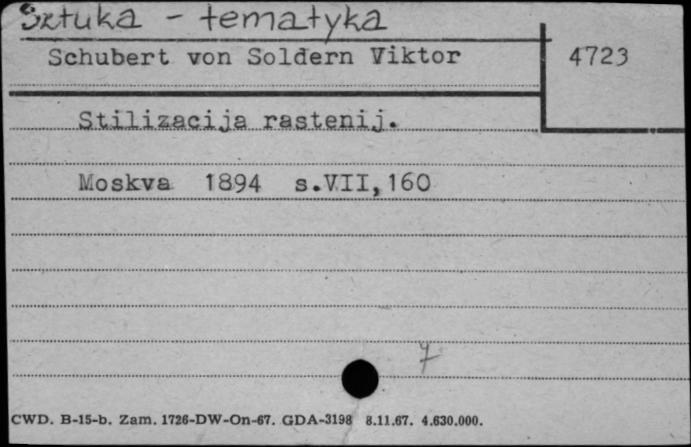 Sztuka - tematyka
Schubert von Soldern Viktor
4723
Stilizacija rastenij.
Moskva 1894 s.VII,160
7
CWD. B-15-b. Zam. 1726-DW-On-67. GDA-3198 8.11.67. 4.630.000.